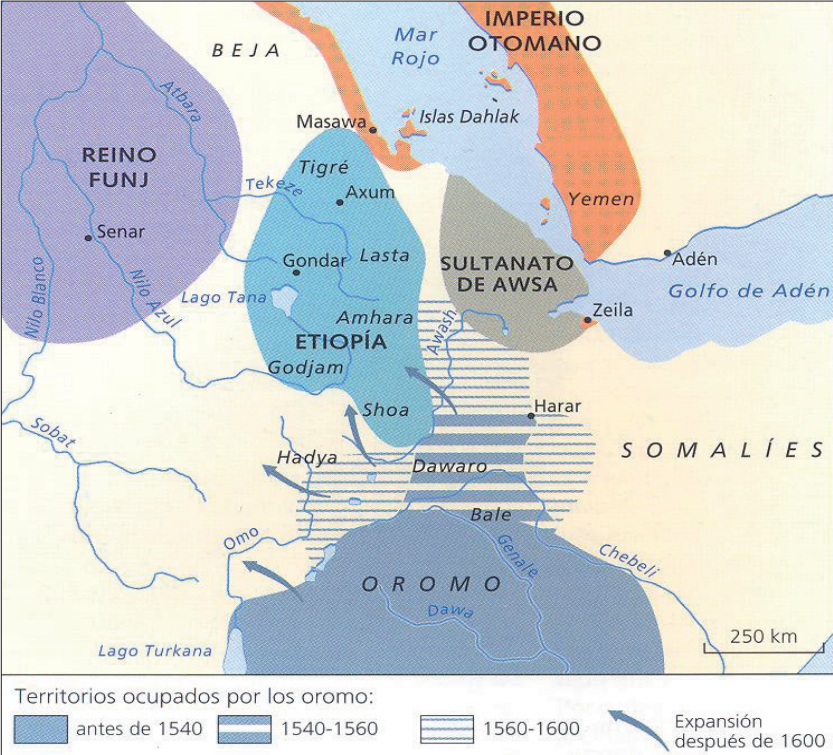 IMPERIO
OTOMANO
Mar
Rojo
BEJA
Atbara
Masawa
Islas Dahlak
REINO
FUNJ
Tigré
Tekeze
Axum
Yemen
Senar
Lasta
Gondar
SULTANATO
DE AWSA
Adén
Nilo Blanco
Nilo Azul
Lago Tana
Golfo de Adén
Amhara
Zeila
ETIOPÍA
Awash
Godjam
Shoa
Harar
Sobat
SOMALÍES
Hadya
Dawaro
Bale
Omo
Genale
Chebeli
OROMO
Dawa
250 km
Lago Turkana
Territorios ocupados por los oromo:
antes de 1540
1540-1560
1560-1600
Expansión
después de 1600